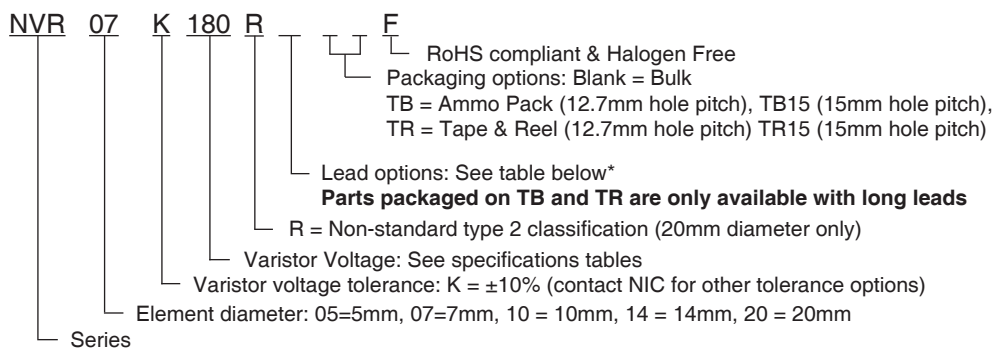 NVR 07 K 180 R F
RoHS compliant & Halogen Free
Packaging options: Blank = Bulk
TB = Ammo Pack (12.7mm hole pitch), TB15 (15mm hole pitch),
TR = Tape & Reel (12.7mm hole pitch) TR15 (15mm hole pitch)
Lead options: See table below*
Parts packaged on TB and TR are only available with long leads
R = Non-standard type 2 classification (20mm diameter only)
Varistor Voltage: See specifications tables
Varistor voltage tolerance: K = ±10% (contact NIC for other tolerance options)
Element diameter: 05=5mm, 07=7mm, 10 = 10mm, 14 = 14mm, 20 = 20mm
Series